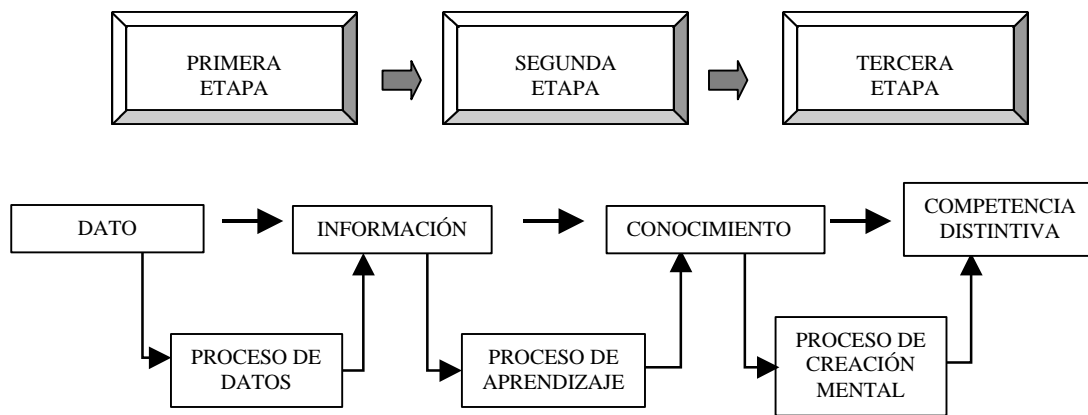 PRIMERA
ETAPA
SEGUNDA
ETAPA
TERCERA
ETAPA
DATO
INFORMACIÓN
CONOCIMIENTO
COMPETENCIA
DISTINTIVA
PROCESO DE
DATOS
PROCESO DE
APRENDIZAJE
PROCESO DE
CREACIÓN
MENTAL